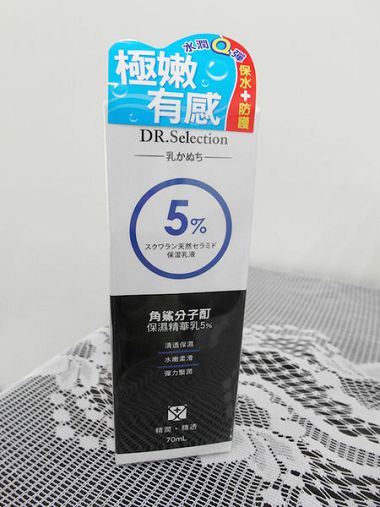 水潤Q彈
極嫩
有感
保水+防護
DR.Selection
乳かぬち
5%
スクワラン天然セラミド
保湿乳液
角鯊分子酊
保濕精華乳5%
清透保濕
水嫩柔滑
彈力緊潤
精潤、精透
70mL